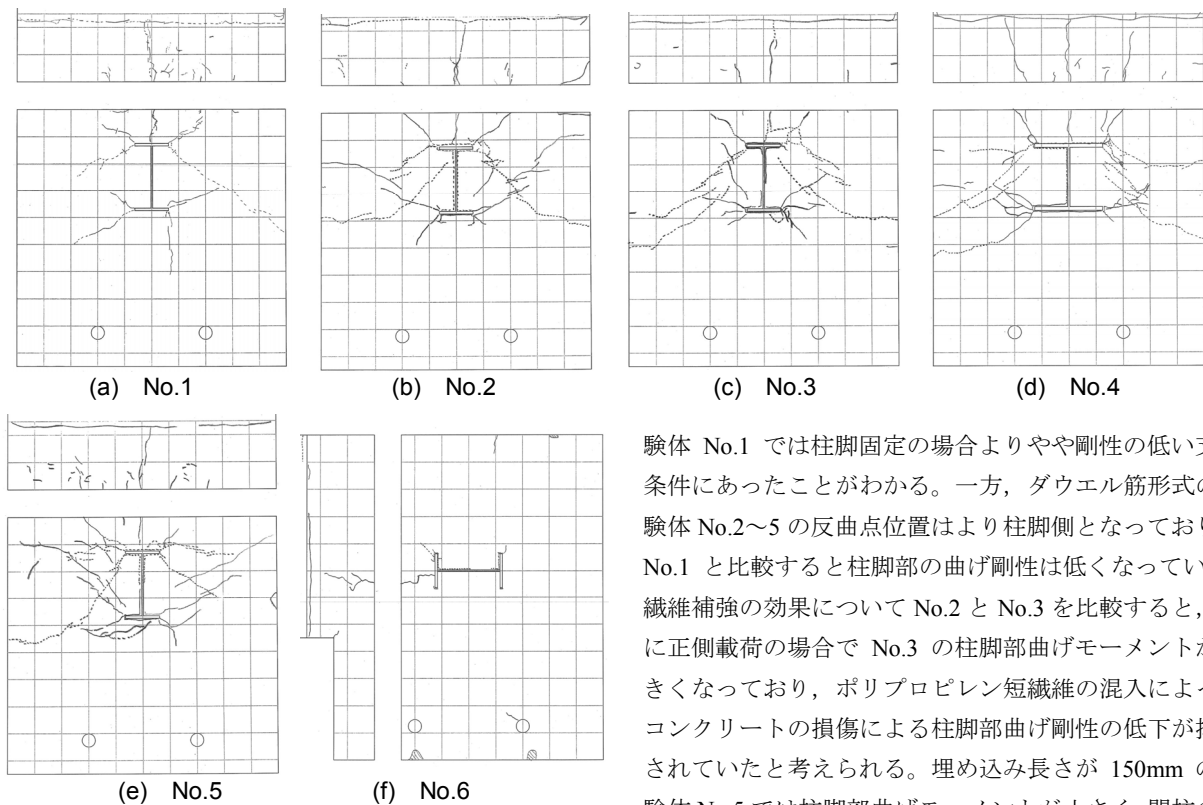 (a) No.1
(b) No.2
(c) No.3
(d) No.4
(e) No.5
(f) No.6
験体 No.1 では柱脚固定の場合よりやや剛性の低い
条件にあったことがわかる。一方,ダウエル筋形式の
験体 No.2~5 の反曲点位置はより柱脚側となっており
No.1 と比較すると柱脚部の曲げ剛性は低くなってい
繊維補強の効果について No.2 と No.3 を比較すると,
に正側載荷の場合で No.3 の柱脚部曲げモーメントが
きくなっており,ポリプロピレン短繊維の混入によっ
コンクリートの損傷による柱脚部曲げ剛性の低下が
されていたと考えられる。埋め込み長さが 150mm の